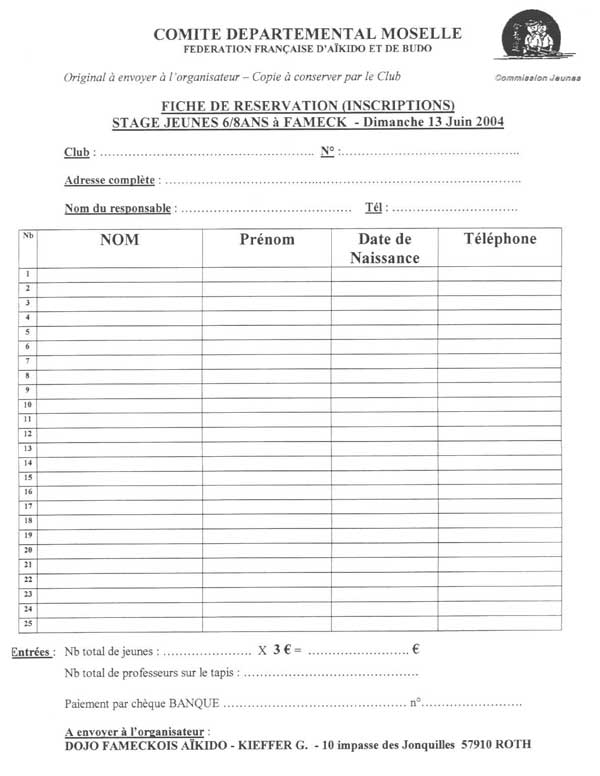 COMITE DEPARTEMENTAL MOSELLE
FEDERATION FRANÇAISE D'AÏKIDO ET DE BUDO
Original à envoyer à l'organisateur – Copie à conserver par le Club
Commission Jeunes
FICHE DE RESERVATION (INSCRIPTIONS)
STAGE JEUNES 6/8ANS à FAMECK - Dimanche 13 Juin 2004
Club : .................................................... N° :..........................................
Adresse complète : ....................................................................................
Nom du responsable : ........................................ Tél : ..............................
Nb NOM Prénom Date de Naissance Téléphone
1
2
3
4
5
6
7
8
9
10
11
12
13
14
15
16
17
18
19
20
21
22
23
24
25
Entrées : Nb total de jeunes : ...................... X 3 € = ........................ €
Nb total de professeurs sur le tapis : ..........................................
Paiement par chèque BANQUE ............................................ n°........................
A envoyer à l'organisateur :
DOJO FAMECKOIS AÏKIDO - KIEFFER G. - 10 impasse des Jonquilles 57910 ROTH